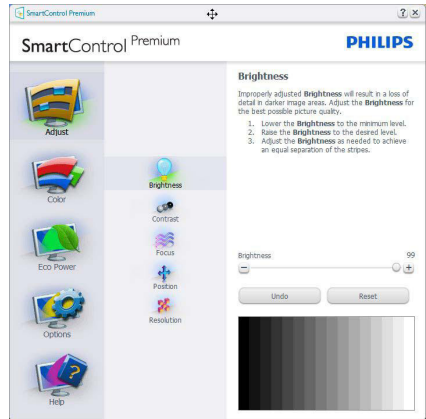 SmartControl Premium
SmartControl Premium
PHILIPS
Adjust
Color
Eco Power
Options
Help
Brightness
Contrast
Focus
Position
Resolution
Brightness
Improperly adjusted Brightness will result in a loss of
detail in darker image areas. Adjust the Brightness for
the best possible picture quality.
1. Lower the Brightness to the minimum level.
2. Raise the Brightness to the desired level.
3. Adjust the Brightness as needed to achieve
an equal separation of the stripes.
Brightness 99
Undo Reset